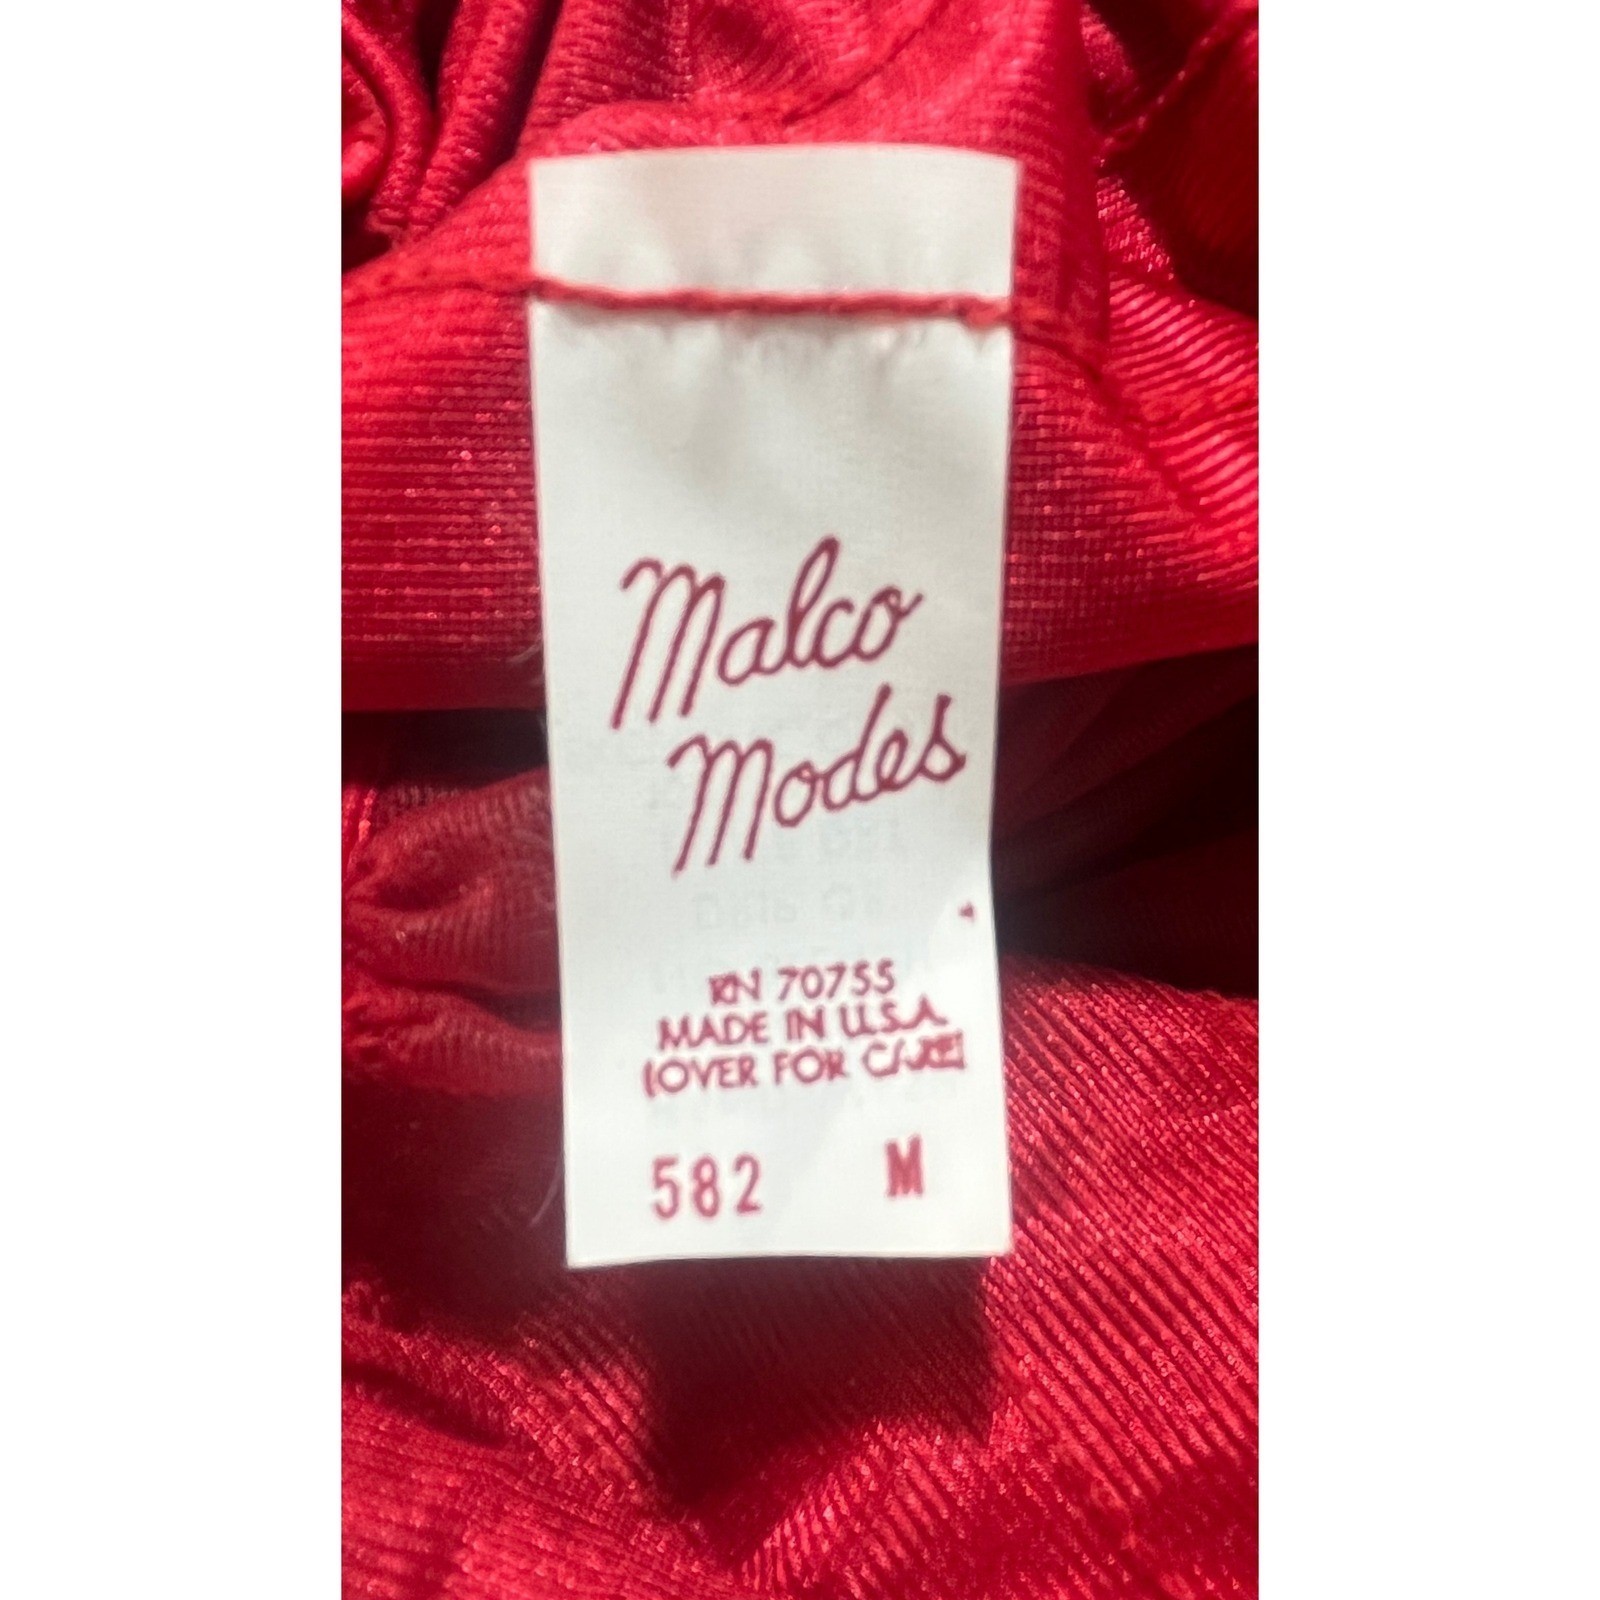 Malco
Modes
RN 70755
MADE IN U.S.A.
(OVER FOR CARE)
582 M